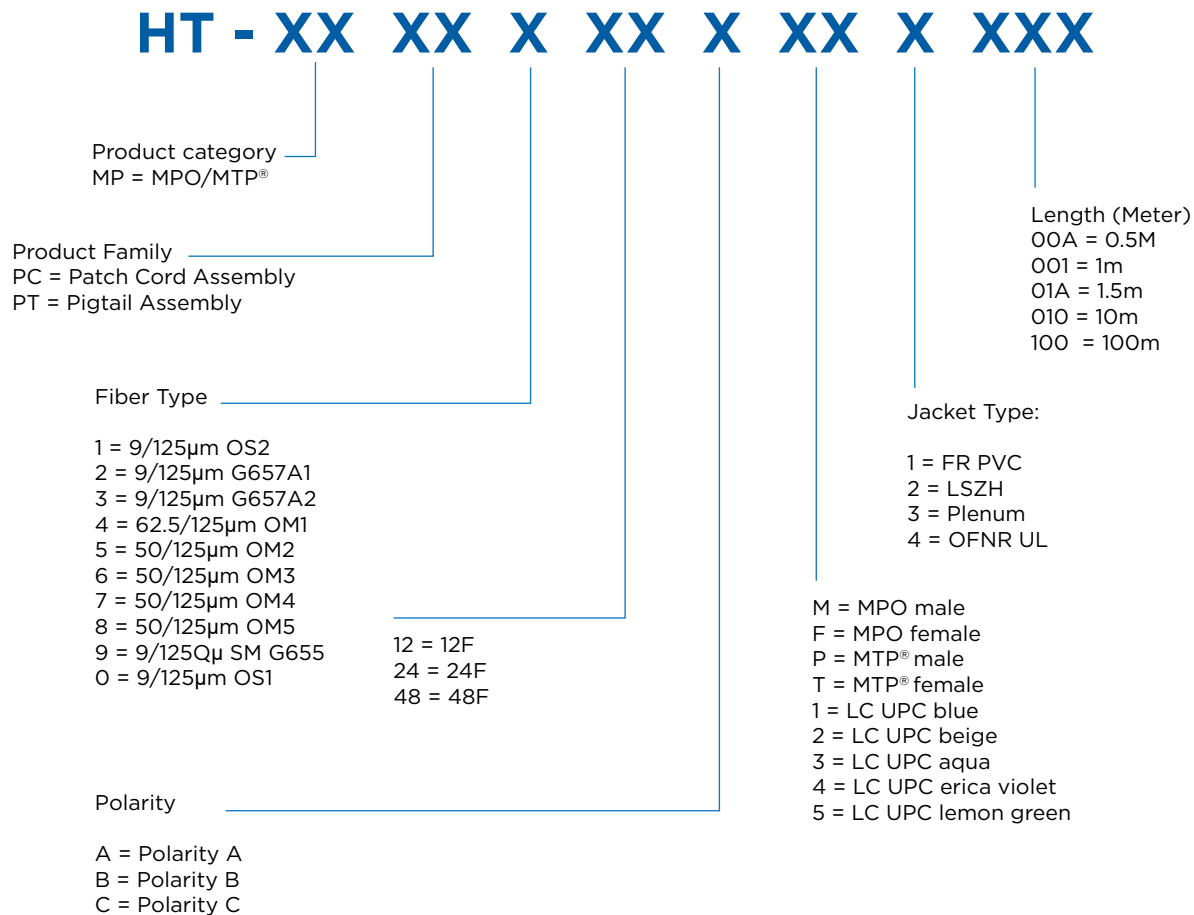 HT - XX XX X XX X XX X XXX
Product category
MP = MPO/MTP®
Product Family
PC = Patch Cord Assembly
PT = Pigtail Assembly
Fiber Type
1 = 9/125µm OS2
2 = 9/125µm G657A1
3 = 9/125µm G657A2
4 = 62.5/125µm OM1
5 = 50/125µm OM2
6 = 50/125µm OM3
7 = 50/125µm OM4
8 = 50/125µm OM5
9 = 9/125Qµ SM G655
0 = 9/125µm OS1
12 = 12F
24 = 24F
48 = 48F
Polarity
A = Polarity A
B = Polarity B
C = Polarity C
M = MPO male
F = MPO female
P = MTP® male
T = MTP® female
1 = LC UPC blue
2 = LC UPC beige
3 = LC UPC aqua
4 = LC UPC erica violet
5 = LC UPC lemon green
Jacket Type:
1 = FR PVC
2 = LSZH
3 = Plenum
4 = OFNR UL
Length (Meter)
00A = 0.5M
001 = 1m
01A = 1.5m
010 = 10m
100 = 100m